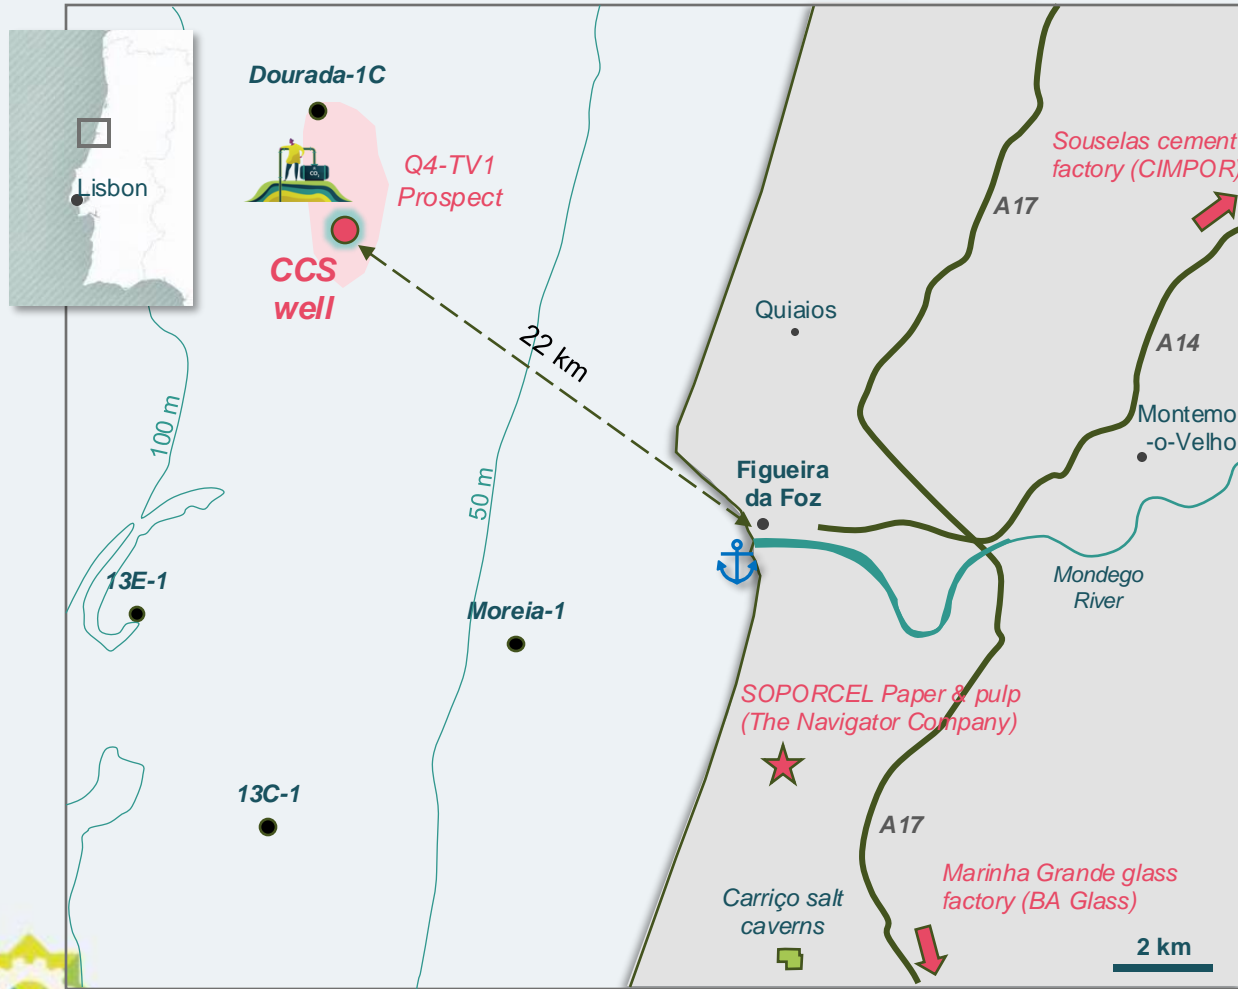 Dourada-1C
Q4-TV1
Prospect
Lisbon
CCS
well
22 km
100 m
50 m
13E-1
Moreia-1
13C-1
Souselas cement
factory (CIMPOR)
A17
Quiaios
A14
Montemo
-o-Velho
Figueira
da Foz
Mondego
River
SOPORCEL Paper & pulp
(The Navigator Company)
A17
Marinha Grande glass
factory (BA Glass)
Carriço salt
caverns
2 km
CO₂